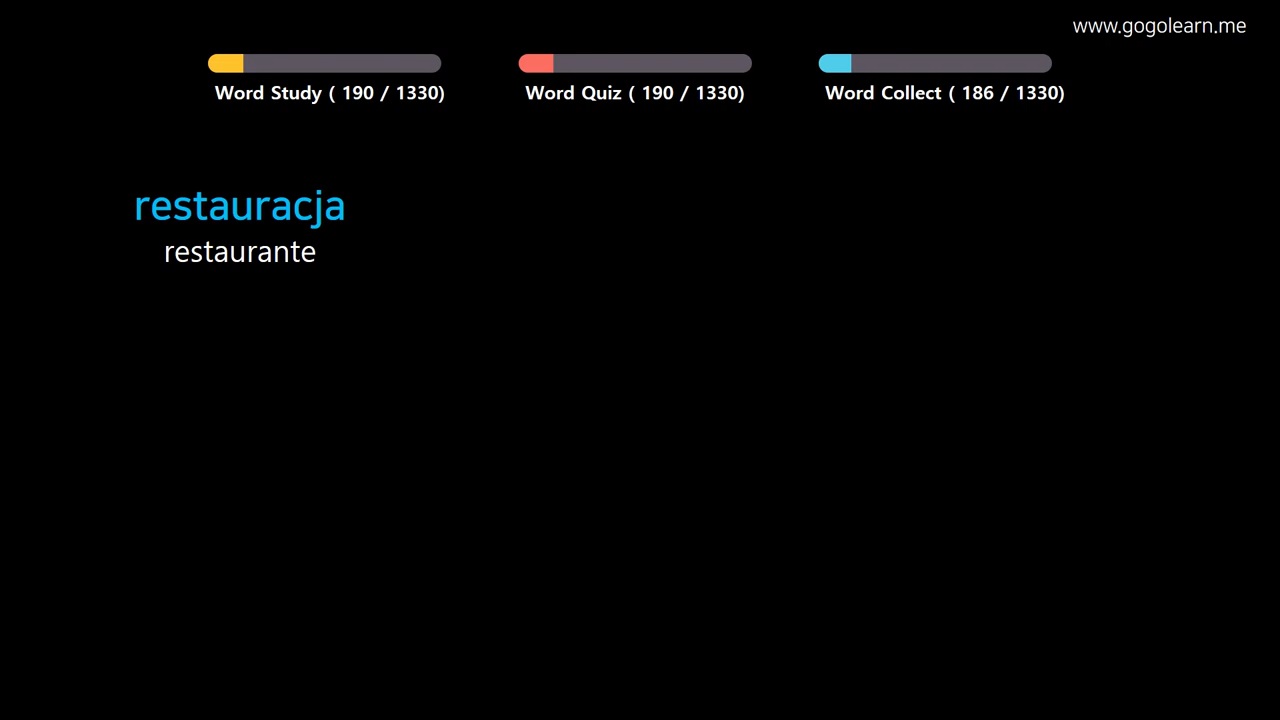 www.gogolearn.me
Word Study ( 190 / 1330)
Word Quiz ( 190 / 1330)
Word Collect ( 186 / 1330)
restauracja
restaurante